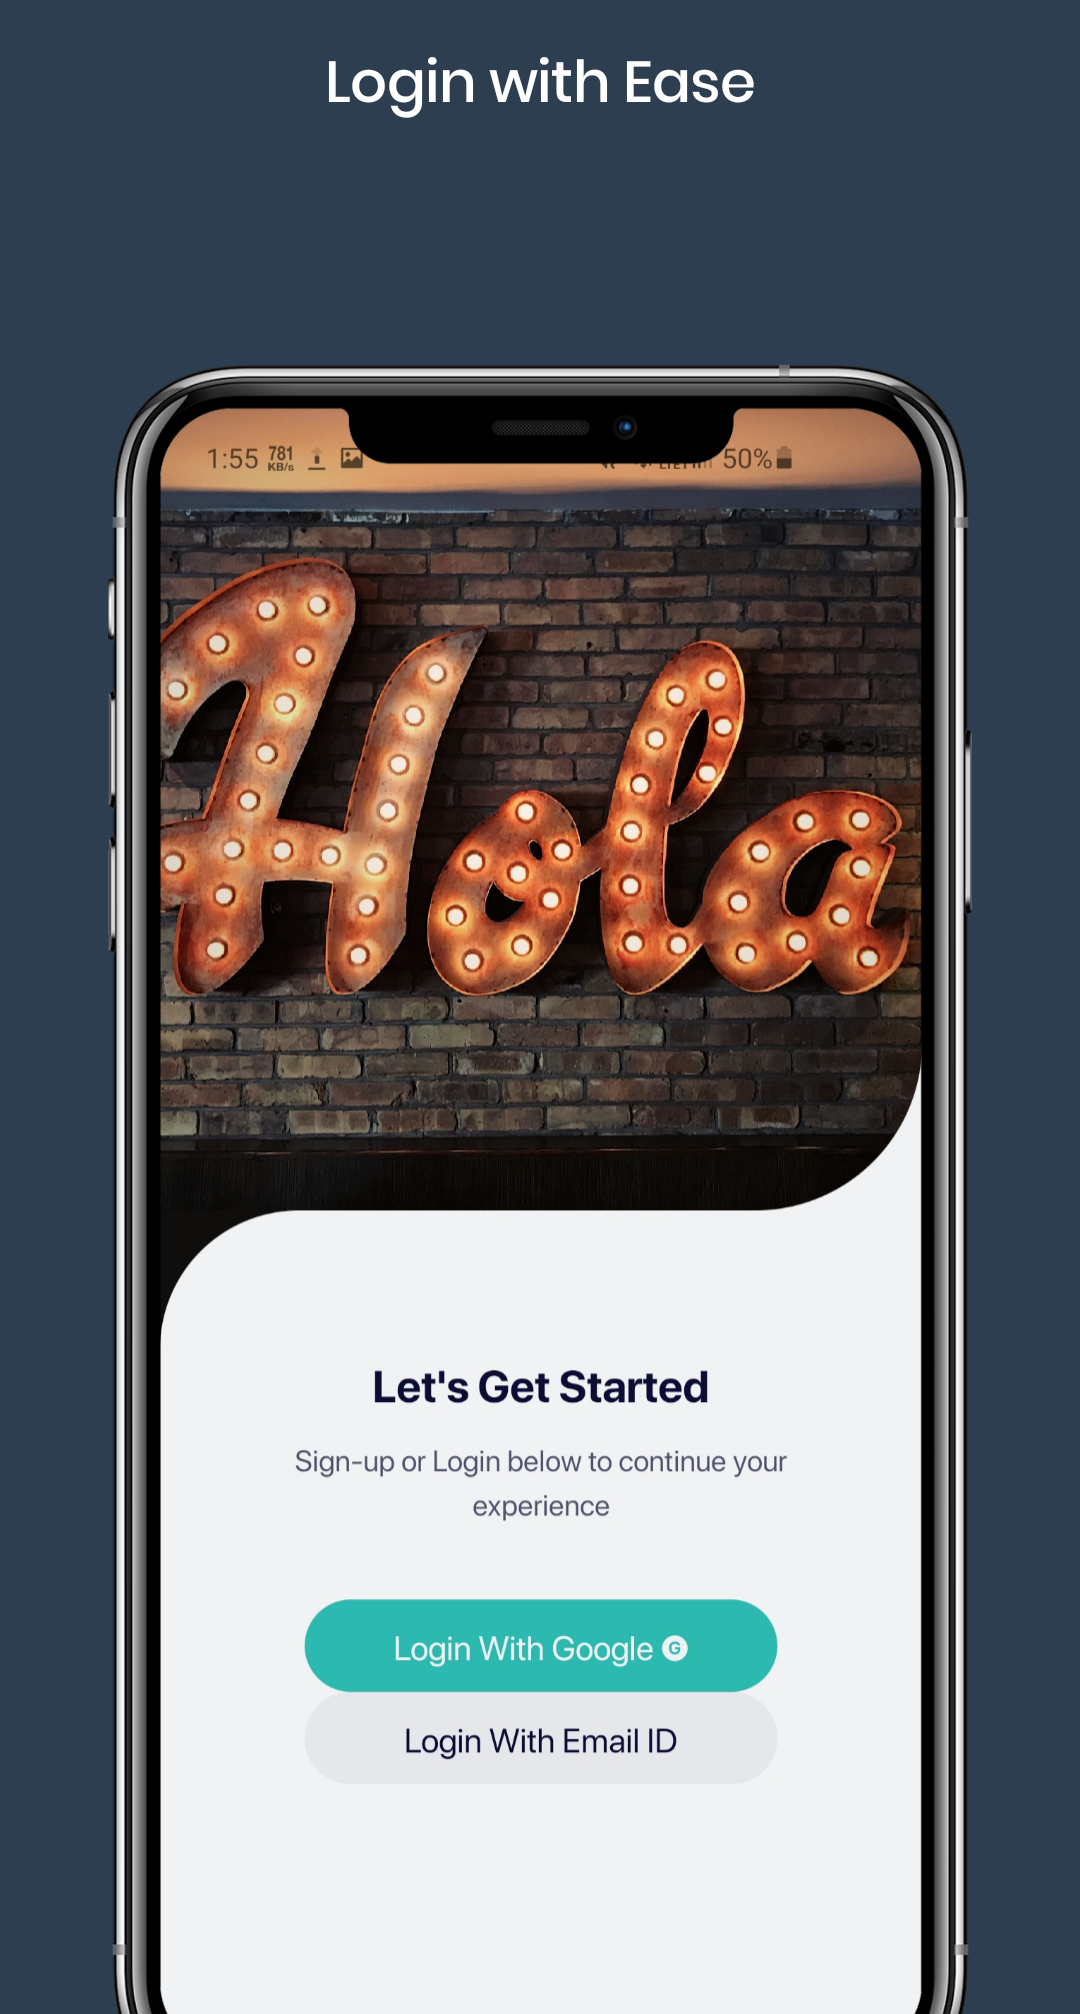 Login with Ease
1:55 781 KB/s 50%
Hola
Let's Get Started
Sign-up or Login below to continue your
experience
Login With Google G
Login With Email ID